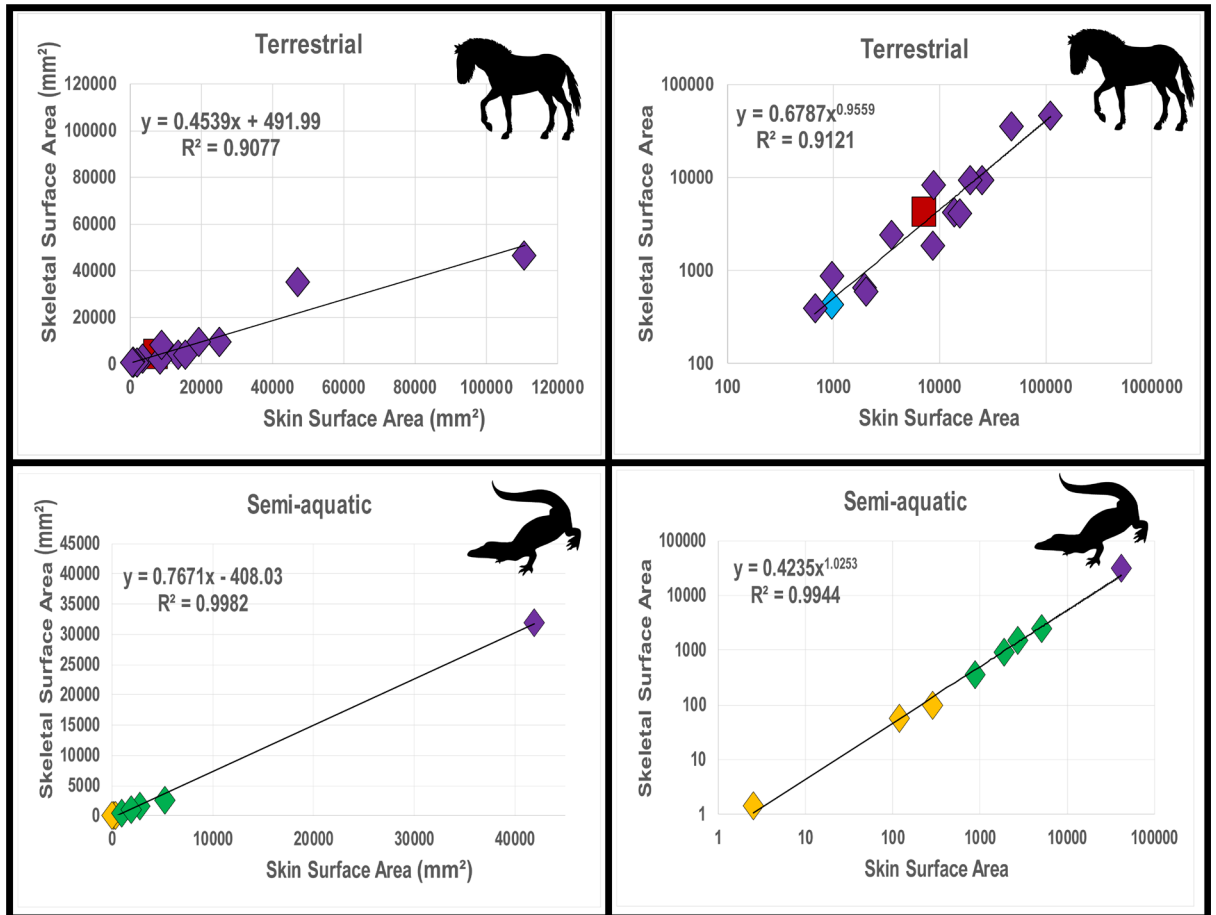 Terrestrial
Skeletal Surface Area (mm²)
120000
100000
80000
60000
40000
20000
0
y = 0.4539x + 491.99
R² = 0.9077
0
20000
40000
60000
80000
100000
120000
Skin Surface Area (mm²)
Terrestrial
Skeletal Surface Area
100000
10000
1000
100
y = 0.6787x^0.9559
R² = 0.9121
100
1000
10000
100000
1000000
Skin Surface Area
Semi-aquatic
Skeletal Surface Area (mm²)
45000
40000
35000
30000
25000
20000
15000
10000
5000
0
y = 0.7671x - 408.03
R² = 0.9982
0
10000
20000
30000
40000
Skin Surface Area (mm²)
Semi-aquatic
Skeletal Surface Area
100000
10000
1000
100
10
1
y = 0.4235x^1.0253
R² = 0.9944
1
10
100
1000
10000
100000
Skin Surface Area